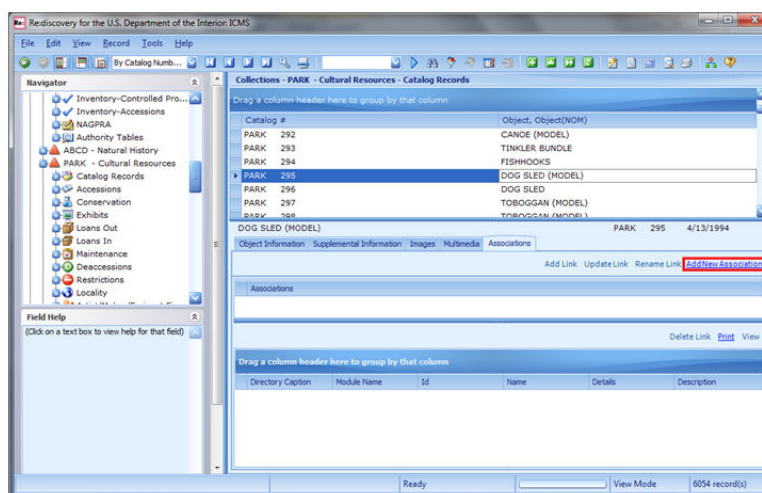 Re:discovery for the U.S. Department of the Interior: ICMS
File Edit View Record Tools Help
By Catalog Numb...
Navigator
Inventory-Controlled Pro...
Inventory-Accessions
NAGPRA
Authority Tables
ABCD - Natural History
PARK - Cultural Resources
Catalog Records
Accessions
Conservation
Exhibits
Loans Out
Loans In
Maintenance
Deaccessions
Restrictions
Locality
Field Help
(Click on a text box to view help for that field)
Collections - PARK - Cultural Resources - Catalog Records
Drag a column header here to group by that column
Catalog # Object, Object(NOM)
PARK 292 CANOE (MODEL)
PARK 293 TINKLER BUNDLE
PARK 294 FISHHOOKS
PARK 295 DOG SLED (MODEL)
PARK 296 DOG SLED
PARK 297 TOBOGGAN (MODEL)
PARK 298 TOBOGGAN (MODEL)
DOG SLED (MODEL) PARK 295 4/13/1994
Object Information Supplemental Information Images Multimedia Associations
Add Link Update Link Rename Link Add New Association
Associations
Delete Link Print View
Drag a column header here to group by that column
Directory Caption Module Name Id Name Details Description
Ready View Mode 6054 record(s)